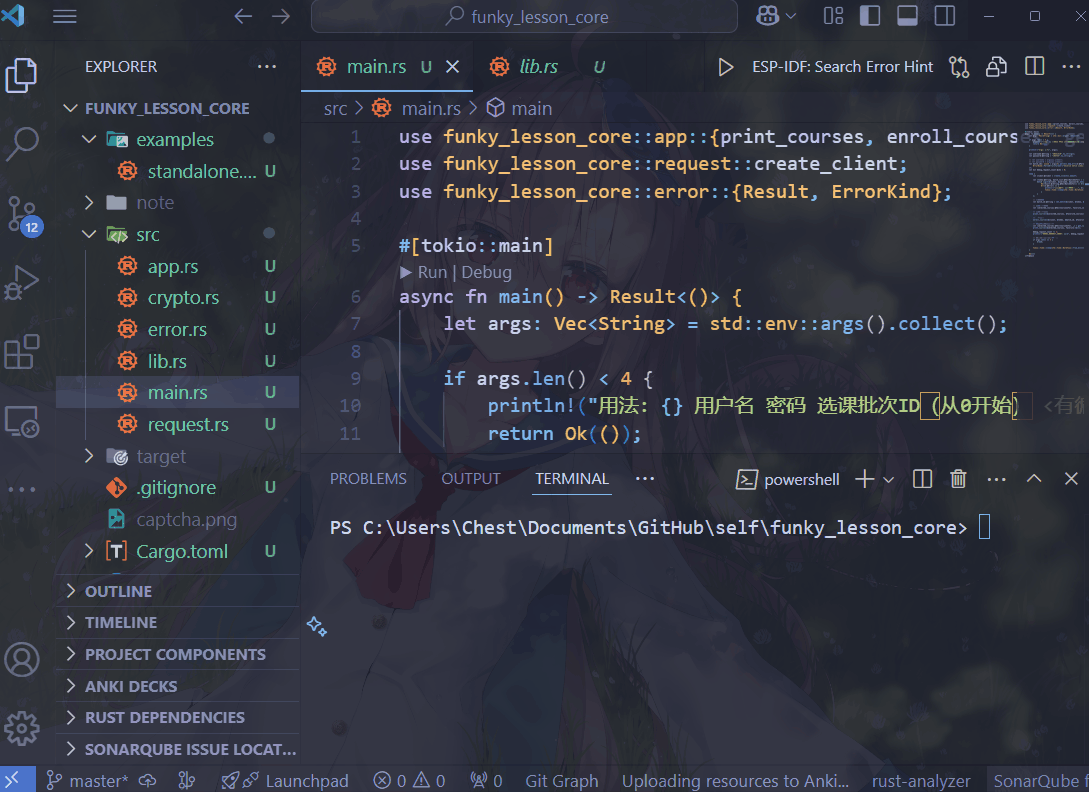 funky_lesson_core
EXPLORER
FUNKY_LESSON_CORE
examples
standalone.... U
note
src
app.rs U
crypto.rs U
error.rs U
lib.rs U
main.rs U
request.rs U
target
.gitignore U
captcha.png
Cargo.toml U
OUTLINE
TIMELINE
PROJECT COMPONENTS
ANKI DECKS
RUST DEPENDENCIES
SONARQUBE ISSUE LOCAT...
12
main.rs U
lib.rs U
ESP-IDF: Search Error Hint
src > main.rs > main
1 use funky_lesson_core::app::{print_courses, enroll_cours
2 use funky_lesson_core::request::create_client;
3 use funky_lesson_core::error::{Result, ErrorKind};
4
5 #[tokio::main]
Run | Debug
6 async fn main() -> Result<()> {
7 let args: Vec<String> = std::env::args().collect();
8
9 if args.len() < 4 {
10 println!("用法: {} 用户名 密码 选课批次ID(从0开始) <有
11 return Ok(());
PROBLEMS OUTPUT TERMINAL
powershell
PS C:\Users\Chest\Documents\GitHub\self\funky_lesson_core>
master* Launchpad 0 0 0 Git Graph Uploading resources to Anki... rust-analyzer SonarQube f